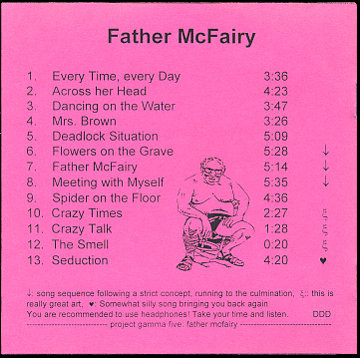 Father McFairy
1. Every Time, every Day 3:36
2. Across her Head 4:23
3. Dancing on the Water 3:47
4. Mrs. Brown 3:26
5. Deadlock Situation 5:09
6. Flowers on the Grave 5:28 ↓
7. Father McFairy 5:14 ↓
8. Meeting with Myself 5:35 ↓
9. Spider on the Floor 4:36
10. Crazy Times 2:27 ξ
11. Crazy Talk 1:28 ξ
12. The Smell 0:20 ξ
13. Seduction 4:20 ♥
↓: song sequence following a strict concept, running to the culmination, ξ: this is
really great art, ♥: Somewhat silly song bringing you back again
You are recommended to use headphones! Take your time and listen. DDD
------------------------ project gamma five: father mcfairy ---------------------------